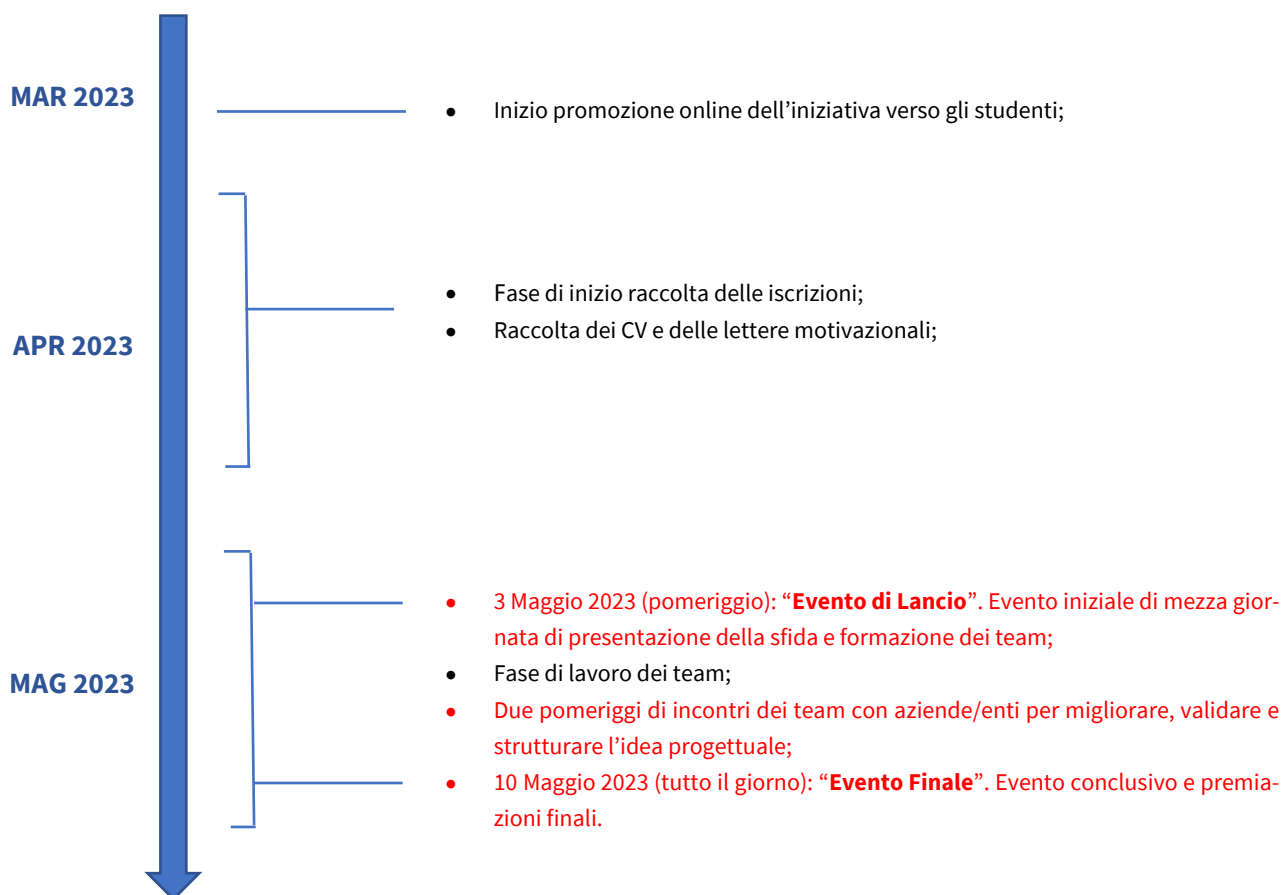 MAR 2023
• Inizio promozione online dell’iniziativa verso gli studenti;
• Fase di inizio raccolta delle iscrizioni;
• Raccolta dei CV e delle lettere motivazionali;
APR 2023
• 3 Maggio 2023 (pomeriggio): “Evento di Lancio”. Evento iniziale di mezza gior-
nata di presentazione della sfida e formazione dei team;
• Fase di lavoro dei team;
MAG 2023
• Due pomeriggi di incontri dei team con aziende/enti per migliorare, validare e
strutturare l’idea progettuale;
• 10 Maggio 2023 (tutto il giorno): “Evento Finale”. Evento conclusivo e premia-
zioni finali.